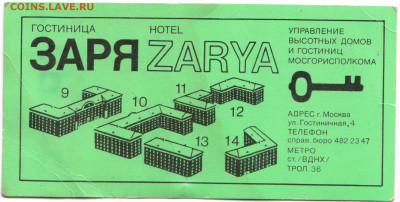 COINS.LAVE.RU
ГОСТИНИЦА HOTEL
ЗАРЯ ZARYA
УПРАВЛЕНИЕ
ВЫСОТНЫХ ДОМОВ
И ГОСТИНИЦ
МОСГОРИСПОЛКОМА
9
10
11
12
13
14
АДРЕС г. Москва
ул. Гостиничная, 4
ТЕЛЕФОН
справ. бюро 482 23 47
МЕТРО
ст. /ВДНХ/
ТРОЛ. 36